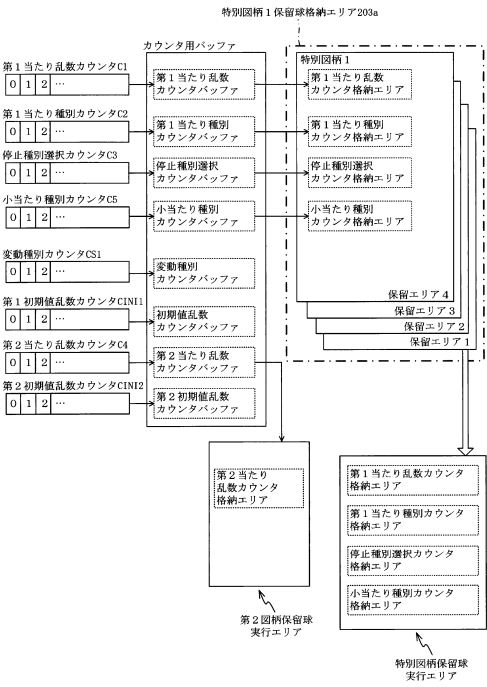 特別図柄1保留球格納エリア203a
カウンタ用バッファ
特別図柄1
第1当たり乱数カウンタC1
0 1 2 …
第1当たり乱数
カウンタバッファ
第1当たり乱数
カウンタ格納エリア
第1当たり種別カウンタC2
0 1 2 …
第1当たり種別
カウンタバッファ
第1当たり種別
カウンタ格納エリア
停止種別選択カウンタC3
0 1 2 …
停止種別選択
カウンタバッファ
停止種別選択
カウンタ格納エリア
小当たり種別カウンタC5
0 1 2 …
小当たり種別
カウンタバッファ
小当たり種別
カウンタ格納エリア
変動種別カウンタCS1
0 1 2 …
変動種別
カウンタバッファ
保留エリア4
保留エリア3
保留エリア2
保留エリア1
第1初期値乱数カウンタCINI1
0 1 2 …
初期値乱数
カウンタバッファ
第2当たり乱数カウンタC4
0 1 2 …
第2当たり乱数
カウンタバッファ
第2初期値乱数カウンタCINI2
0 1 2 …
第2初期値乱数
カウンタバッファ
第2当たり
乱数カウンタ
格納エリア
第2図柄保留球
実行エリア
第1当たり乱数カウンタ
格納エリア
第1当たり種別カウンタ
格納エリア
停止種別選択カウンタ
格納エリア
小当たり種別カウンタ
格納エリア
特別図柄保留球
実行エリア